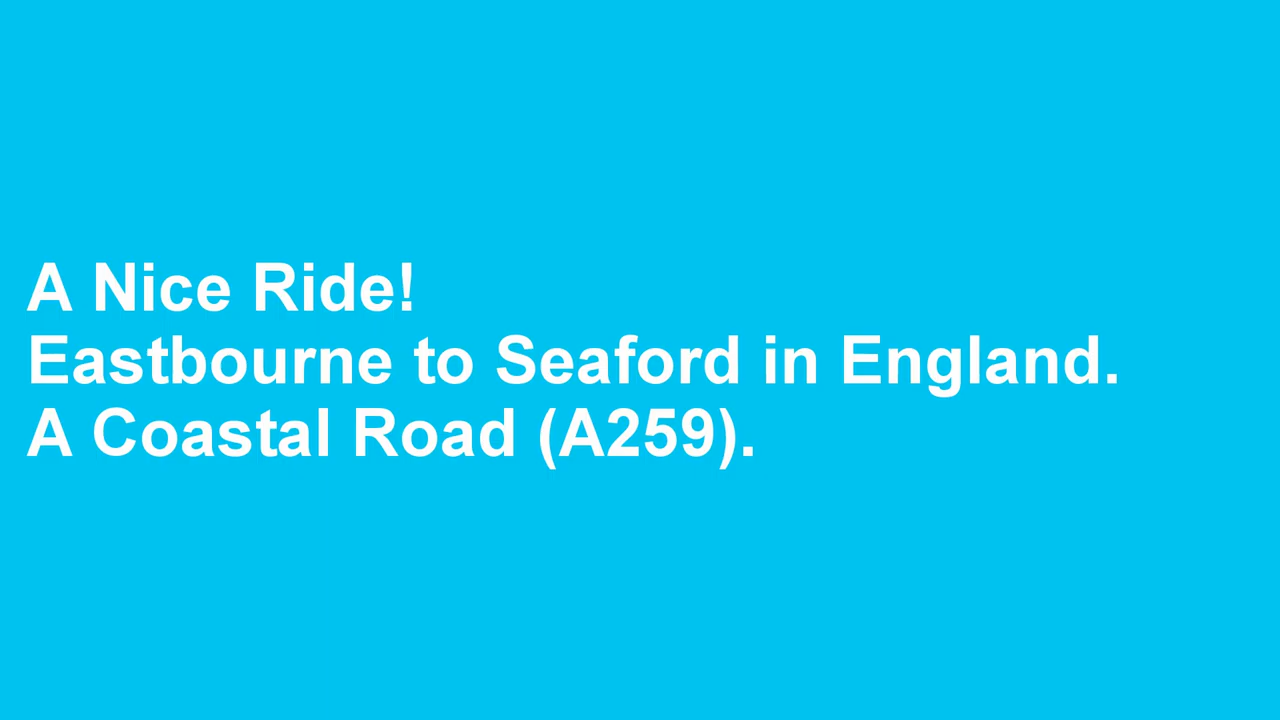 A Nice Ride!
Eastbourne to Seaford in England.
A Coastal Road (A259).